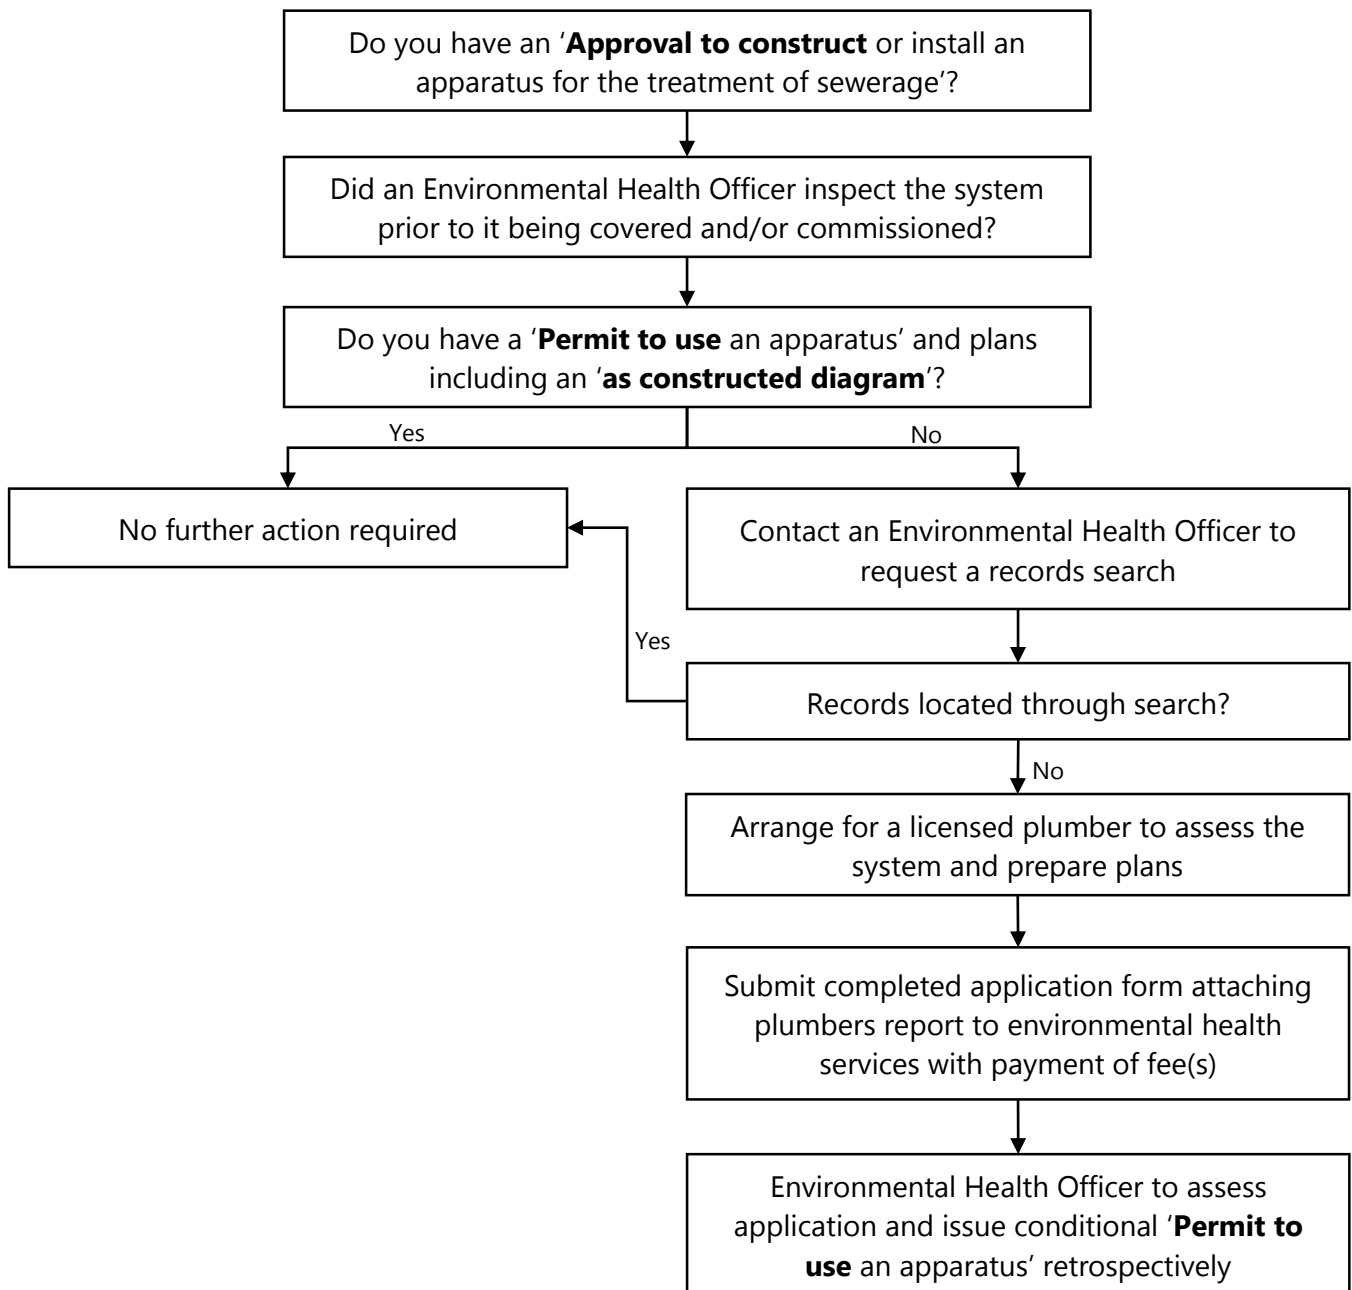 Do you have an ‘Approval to construct or install an
apparatus for the treatment of sewerage’?
Did an Environmental Health Officer inspect the system
prior to it being covered and/or commissioned?
Do you have a ‘Permit to use an apparatus’ and plans
including an ‘as constructed diagram’?
Yes
No
No further action required
Contact an Environmental Health Officer to
request a records search
Yes
Records located through search?
No
Arrange for a licensed plumber to assess the
system and prepare plans
Submit completed application form attaching
plumbers report to environmental health
services with payment of fee(s)
Environmental Health Officer to assess
application and issue conditional ‘Permit to
use an apparatus’ retrospectively